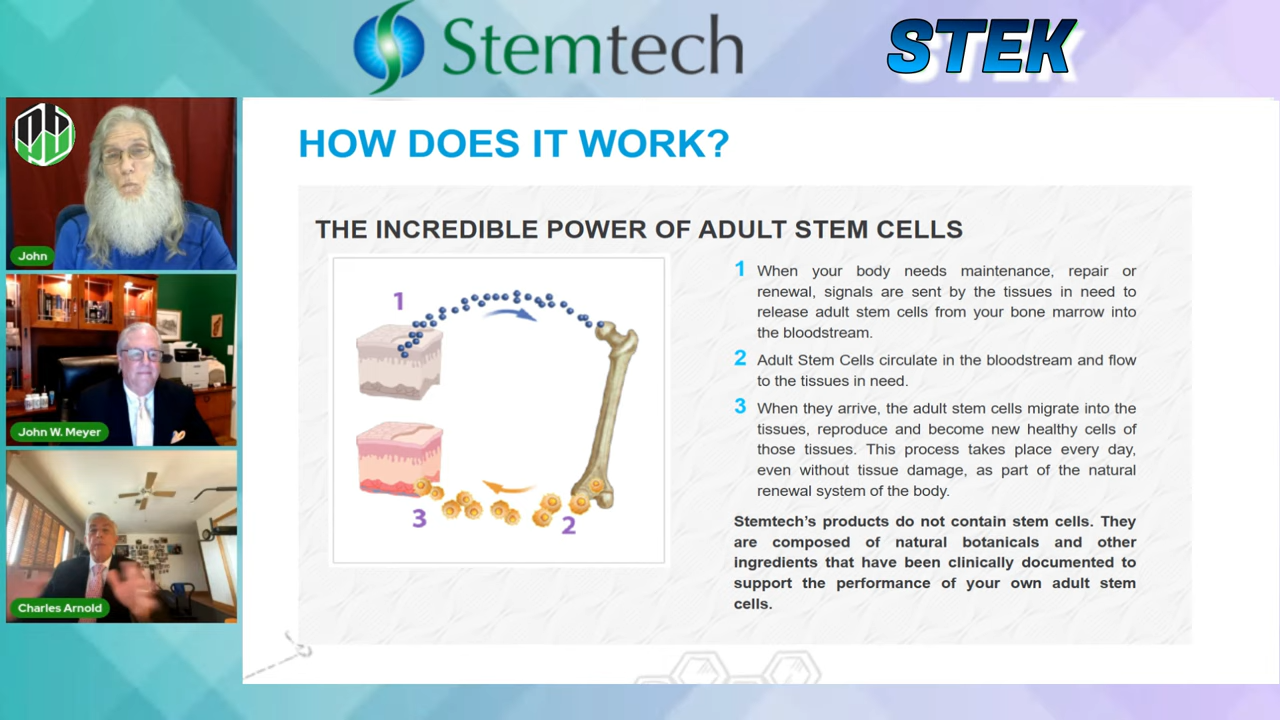 Stemtech
STEK
John
John W. Meyer
Charles Arnold
HOW DOES IT WORK?
THE INCREDIBLE POWER OF ADULT STEM CELLS
1
2
3
1 When your body needs maintenance, repair or
renewal, signals are sent by the tissues in need to
release adult stem cells from your bone marrow into
the bloodstream.
2 Adult Stem Cells circulate in the bloodstream and flow
to the tissues in need.
3 When they arrive, the adult stem cells migrate into the
tissues, reproduce and become new healthy cells of
those tissues. This process takes place every day,
even without tissue damage, as part of the natural
renewal system of the body.
Stemtech's products do not contain stem cells. They
are composed of natural botanicals and other
ingredients that have been clinically documented to
support the performance of your own adult stem
cells.